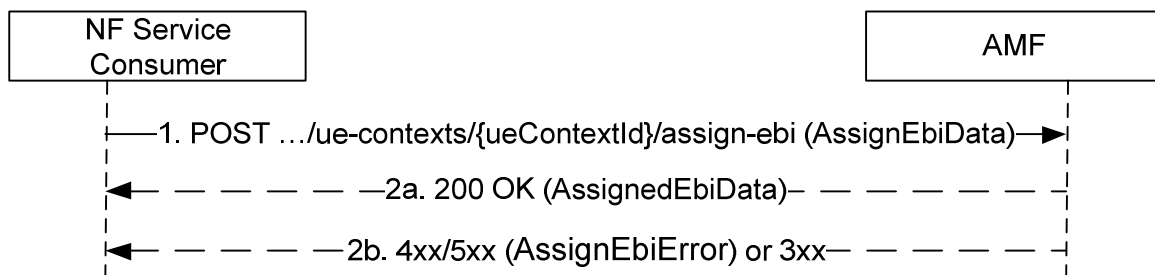 NF Service
Consumer
AMF
1. POST …/ue-contexts/{ueContextId}/assign-ebi (AssignEbiData)
2a. 200 OK (AssignedEbiData)
2b. 4xx/5xx (AssignEbiError) or 3xx